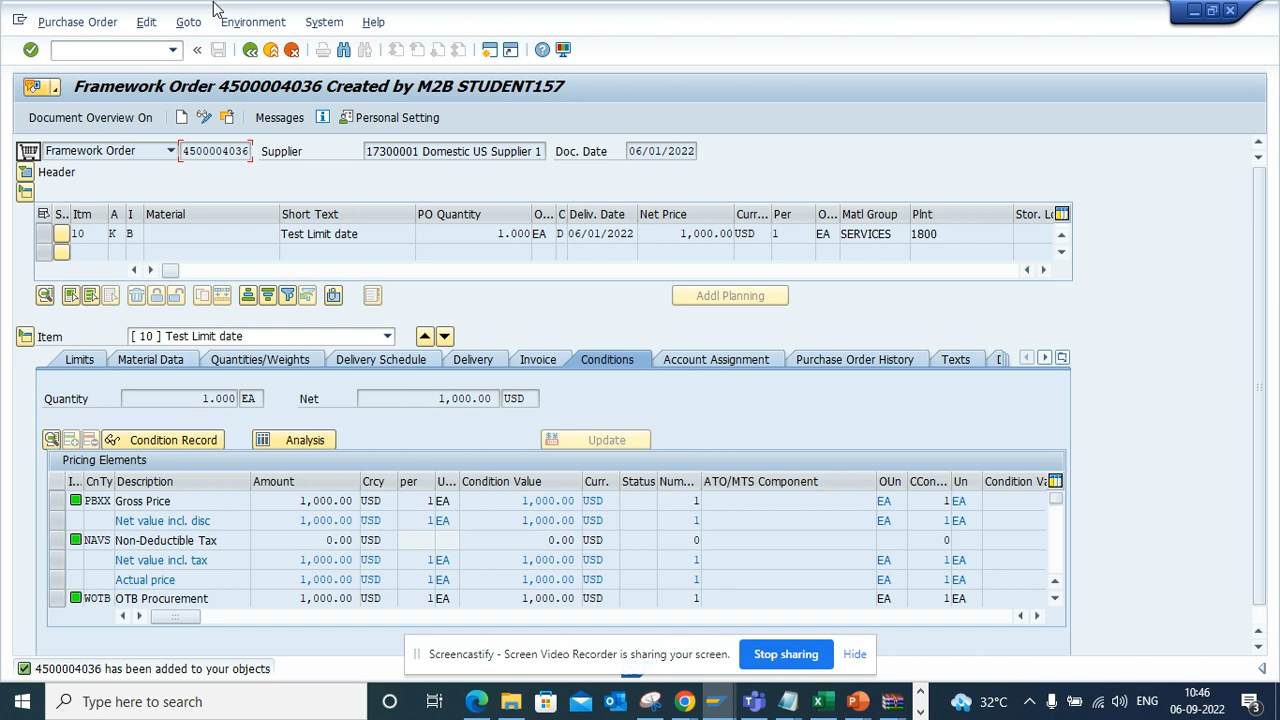 Purchase Order Edit Goto Environment System Help
Framework Order 4500004036 Created by M2B STUDENT157
Document Overview On Messages Personal Setting
Framework Order 4500004036 Supplier 17300001 Domestic US Supplier 1 Doc. Date 06/01/2022
Header
S.. Itm A I Material Short Text PO Quantity O... C Deliv. Date Net Price Curr... Per O... Matl Group Plnt Stor. Lo
10 K B Test Limit date 1.000 EA D 06/01/2022 1,000.00 USD 1 EA SERVICES 1800
Addl Planning
Item [ 10 ] Test Limit date
Limits Material Data Quantities/Weights Delivery Schedule Delivery Invoice Conditions Account Assignment Purchase Order History Texts
Quantity 1.000 EA Net 1,000.00 USD
Condition Record Analysis Update
Pricing Elements
I... CnTy Description Amount Crcy per U... Condition Value Curr. Status Num... ATO/MTS Component OUn CCon... Un Condition Va
PBXX Gross Price 1,000.00 USD 1 EA 1,000.00 USD 1 EA 1 EA
Net value incl. disc 1,000.00 USD 1 EA 1,000.00 USD 1 EA 1 EA
NAVS Non-Deductible Tax 0.00 USD 0.00 USD 0 0
Net value incl. tax 1,000.00 USD 1 EA 1,000.00 USD 1 EA 1 EA
Actual price 1,000.00 USD 1 EA 1,000.00 USD 1 EA 1 EA
WOTB OTB Procurement 1,000.00 USD 1 EA 1,000.00 USD 1 EA 1 EA
Screencastify - Screen Video Recorder is sharing your screen. Stop sharing Hide
4500004036 has been added to your objects
Type here to search 32°C ENG 10:46
06-09-2022 3